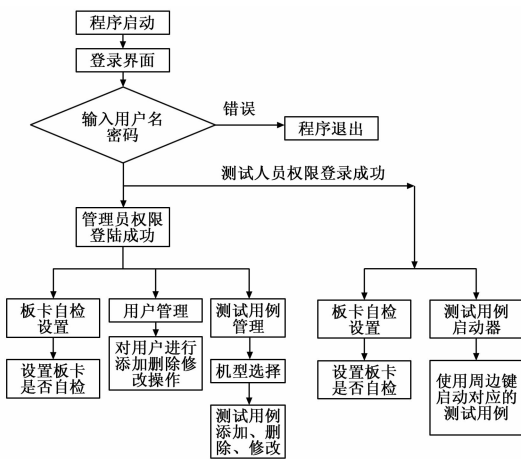 程序启动
登录界面
输入用户名
密码
错误
程序退出
测试人员权限登录成功
管理员权限
登陆成功
板卡自检
设置
用户管理
测试用例
管理
板卡自检
设置
测试用例
启动器
设置板卡
是否自检
对用户进行
添加删除修
改操作
机型选择
设置板卡
是否自检
使用周边键
启动对应的
测试用例
测试用例
添加、删
除、修改